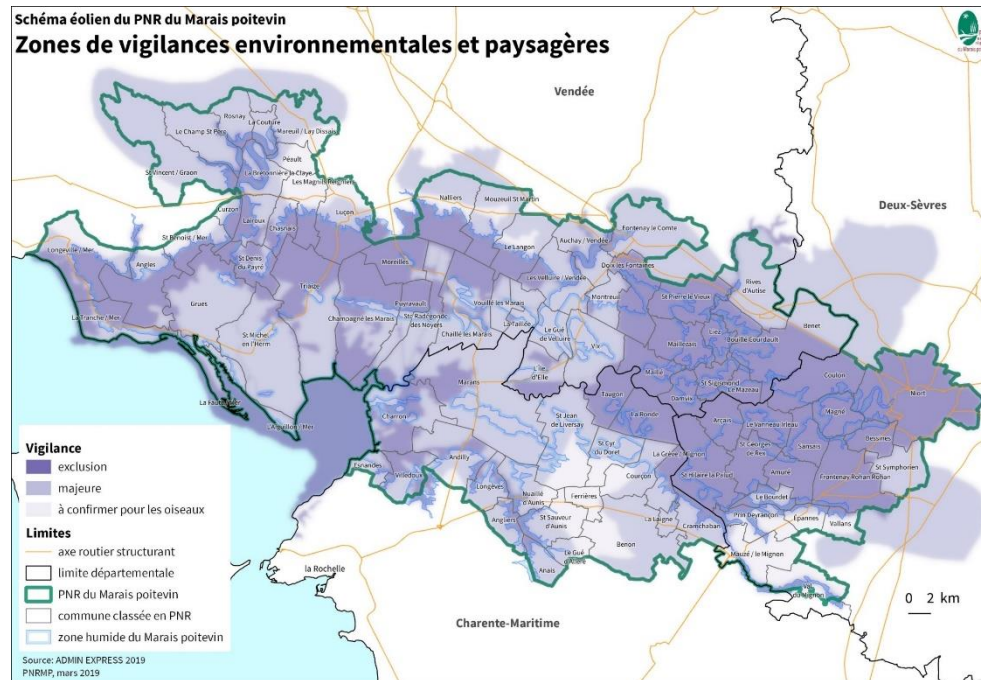 Schéma éolien du PNR du Marais poitevin
Zones de vigilances environnementales et paysagères
Vendée
Deux-Sèvres
Charente-Maritime
la Rochelle
Rosnay
La Couture
Le Champ St Père
Mareuil / Lay Dissais
Péault
St Vincent / Graon
La Bretonnière la Claye
Les Magnils Reigniers
Curzon
Lairoux
Luçon
Chasnais
St Benoist / Mer
Longeville / Mer
Angles
St Denis
du Payré
Nalliers
Mouzeuil St Martin
Le Langon
Auchay / Vendée
Fontenay le Comte
Moreilles
Les Velluire / Vendée
Doix les Fontaines
Triaize
Grues
La Tranche / Mer
St Michel
en l'Herm
Puyravault
Champagné les Marais
Ste Radegonde
des Noyers
Vouillé les Marais
Chaillé les Marais
La Taillée
Le Gué
de Velluire
Montreuil
Vix
St Pierre le Vieux
Rives
d'Autise
Benet
Liez
Bouillé Courdault
Maillezais
Maillé
St Sigismond
Le Mazeau
Damvix
L'Ile
d'Elle
Marans
Taugon
La Ronde
Coulon
Magné
Niort
Arçais
Le Vanneau Irleau
St Georges
de Rex
Sansais
Bessines
Amuré
St Symphorien
Frontenay Rohan Rohan
St Hilaire la Palud
Le Bourdet
Prin Deyrançon
Epannes
Vallans
Mauzé / le Mignon
Val
du Mignon
La Faute / Mer
L'Aiguillon / Mer
Charron
Esnandes
Villedoux
Andilly
St Jean
de Liversay
St Cyr
du Doret
La Grève / Mignon
Courçon
Longèves
Nuaillé
d'Aunis
Ferrières
Angliers
St Sauveur
d'Aunis
La Laigne
Cramchaban
Le Gué
d'Alleré
Benon
Anais
Vigilance
exclusion
majeure
à confirmer pour les oiseaux
Limites
axe routier structurant
limite départementale
PNR du Marais poitevin
commune classée en PNR
zone humide du Marais poitevin
Source: ADMIN EXPRESS 2019
PNRMP, mars 2019
0 2 km